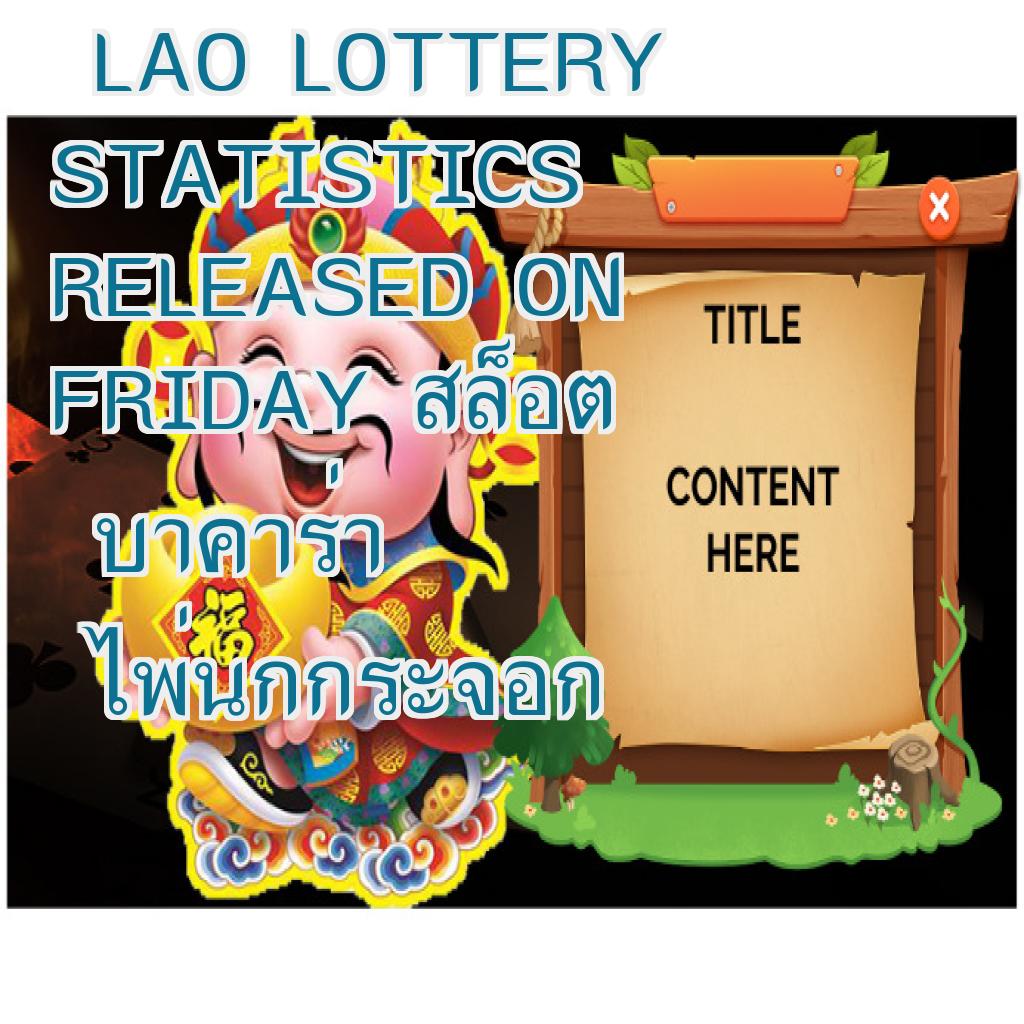 LAO LOTTERY
STATISTICS
RELEASED ON
FRIDAY สล็อต
บาคาร่า
ไพ่นกกระจอก
福
TITLE
CONTENT
HERE
X